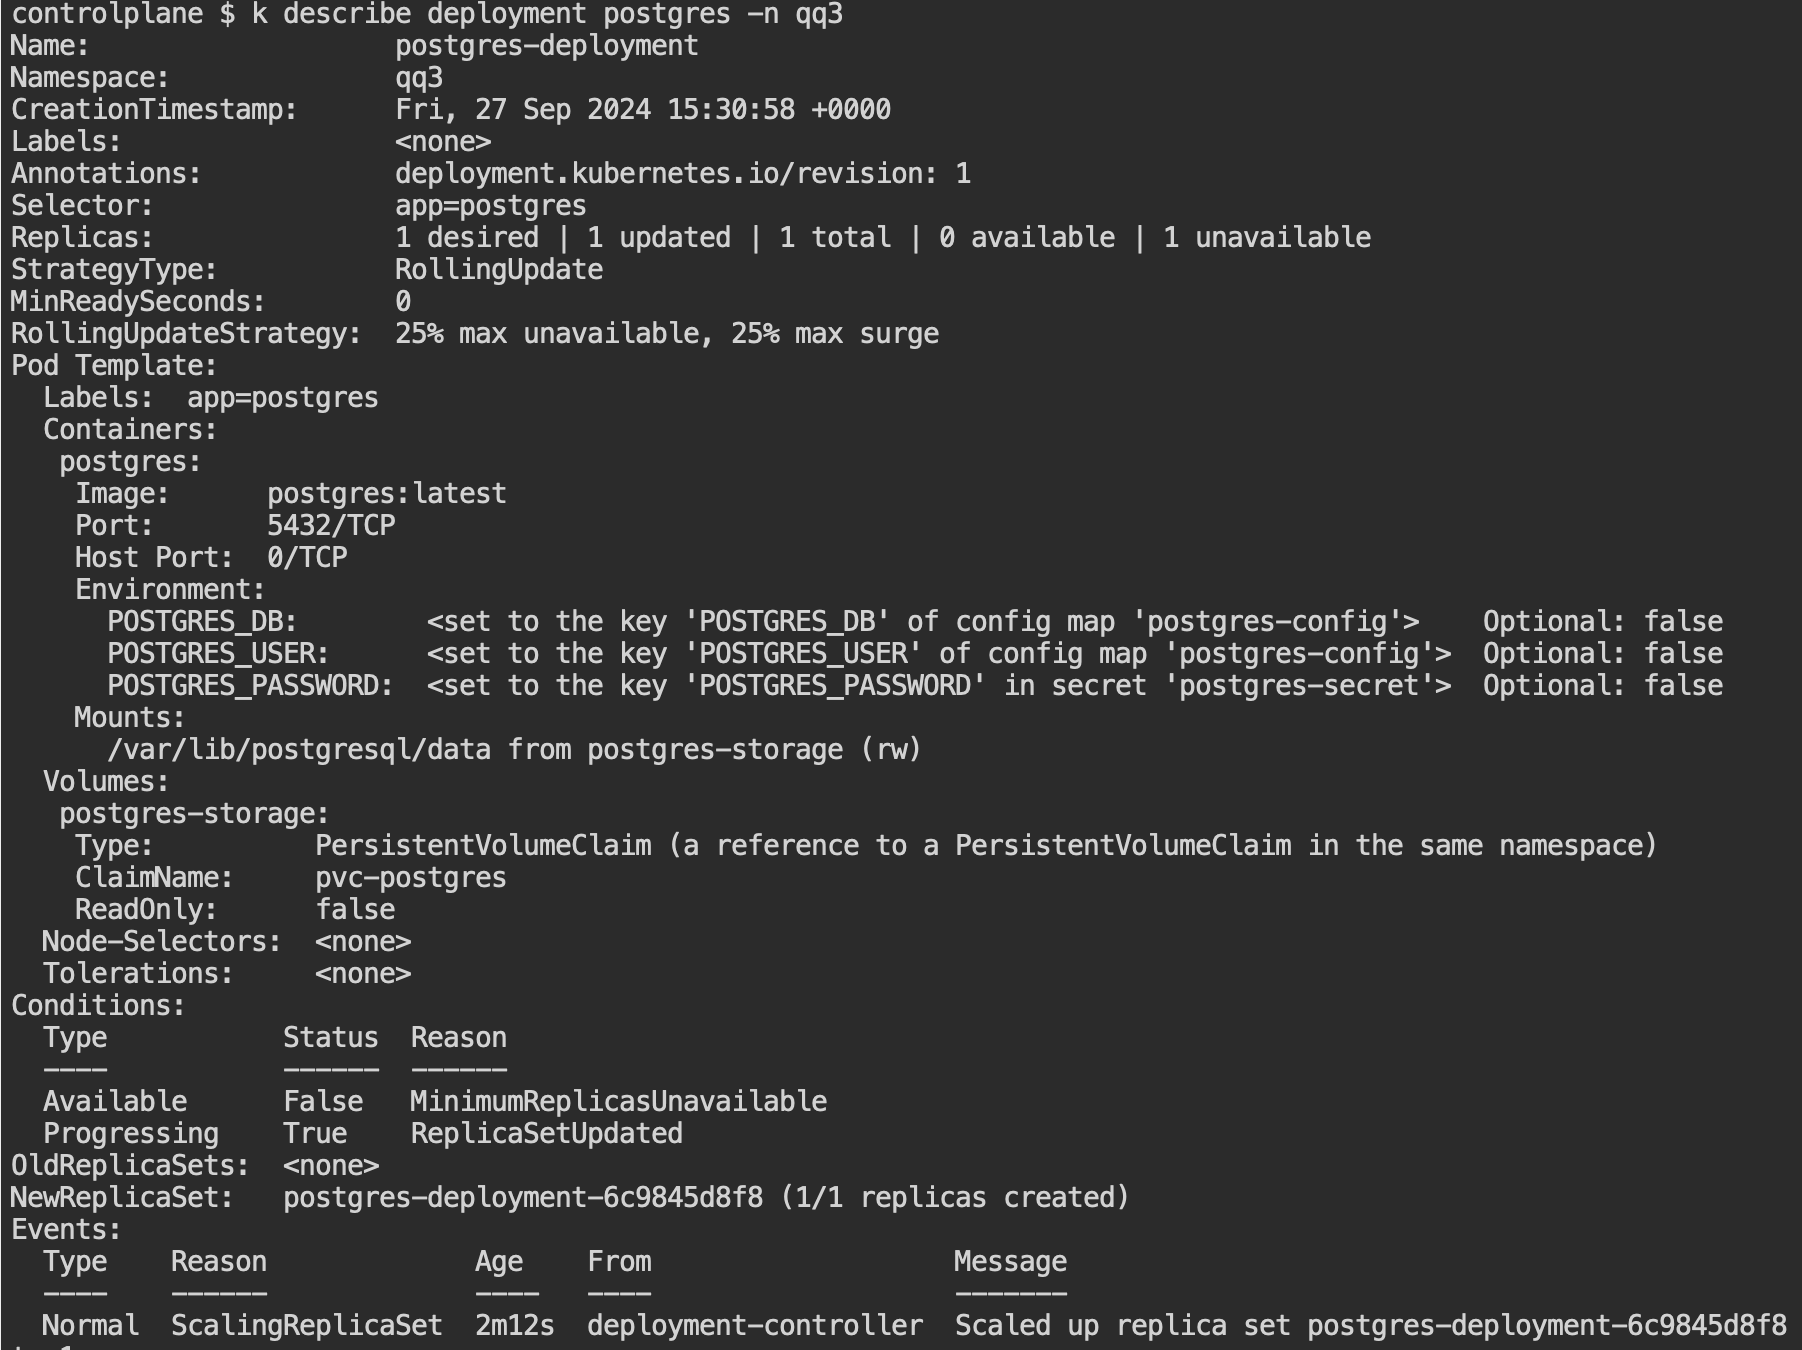 controlplane $ k describe deployment postgres -n qq3
Name:                   postgres-deployment
Namespace:              qq3
CreationTimestamp:      Fri, 27 Sep 2024 15:30:58 +0000
Labels:                 <none>
Annotations:            deployment.kubernetes.io/revision: 1
Selector:               app=postgres
Replicas:               1 desired | 1 updated | 1 total | 0 available | 1 unavailable
StrategyType:           RollingUpdate
MinReadySeconds:        0
RollingUpdateStrategy:  25% max unavailable, 25% max surge
Pod Template:
  Labels:  app=postgres
  Containers:
   postgres:
    Image:      postgres:latest
    Port:       5432/TCP
    Host Port:  0/TCP
    Environment:
      POSTGRES_DB:        <set to the key 'POSTGRES_DB' of config map 'postgres-config'>    Optional: false
      POSTGRES_USER:      <set to the key 'POSTGRES_USER' of config map 'postgres-config'>  Optional: false
      POSTGRES_PASSWORD:  <set to the key 'POSTGRES_PASSWORD' in secret 'postgres-secret'>  Optional: false
    Mounts:
      /var/lib/postgresql/data from postgres-storage (rw)
  Volumes:
   postgres-storage:
    Type:          PersistentVolumeClaim (a reference to a PersistentVolumeClaim in the same namespace)
    ClaimName:     pvc-postgres
    ReadOnly:      false
  Node-Selectors:  <none>
  Tolerations:     <none>
Conditions:
  Type           Status  Reason
  ----           ------  ------
  Available      False   MinimumReplicasUnavailable
  Progressing    True    ReplicaSetUpdated
OldReplicaSets:  <none>
NewReplicaSet:   postgres-deployment-6c9845d8f8 (1/1 replicas created)
Events:
  Type    Reason             Age    From                   Message
  ----    ------             ----   ----                   -------
  Normal  ScalingReplicaSet  2m12s  deployment-controller  Scaled up replica set postgres-deployment-6c9845d8f8